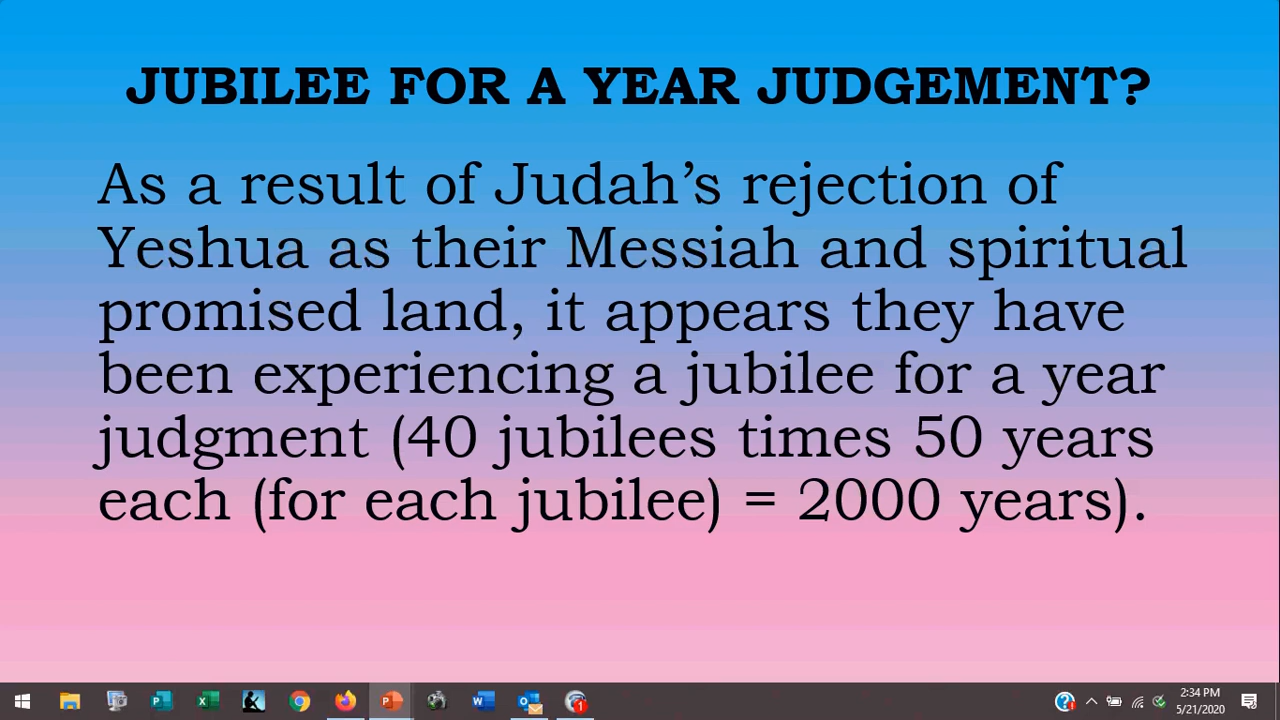 JUBILEE FOR A YEAR JUDGEMENT?
As a result of Judah’s rejection of
Yeshua as their Messiah and spiritual
promised land, it appears they have
been experiencing a jubilee for a year
judgment (40 jubilees times 50 years
each (for each jubilee) = 2000 years).
2:34 PM
5/21/2020